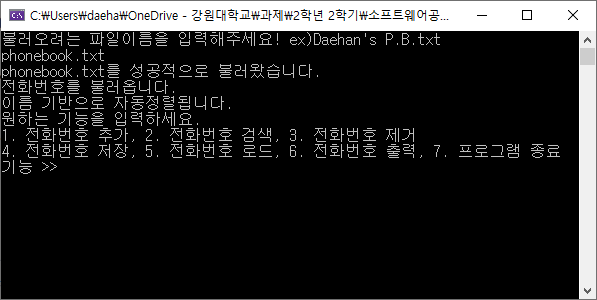 C:\Users\daeha\OneDrive - 강원대학교\과제\2학년 2학기\소프트웨어공...
불러오려는 파일이름을 입력해주세요! ex)Daehan's P.B.txt
phonebook.txt
phonebook.txt를 성공적으로 불러왔습니다.
전화번호를 불러옵니다.
이름 기반으로 자동정렬됩니다.
원하는 기능을 입력하세요.
1. 전화번호 추가, 2. 전화번호 검색, 3. 전화번호 제거
4. 전화번호 저장, 5. 전화번호 로드, 6. 전화번호 출력, 7. 프로그램 종료
기능 >>